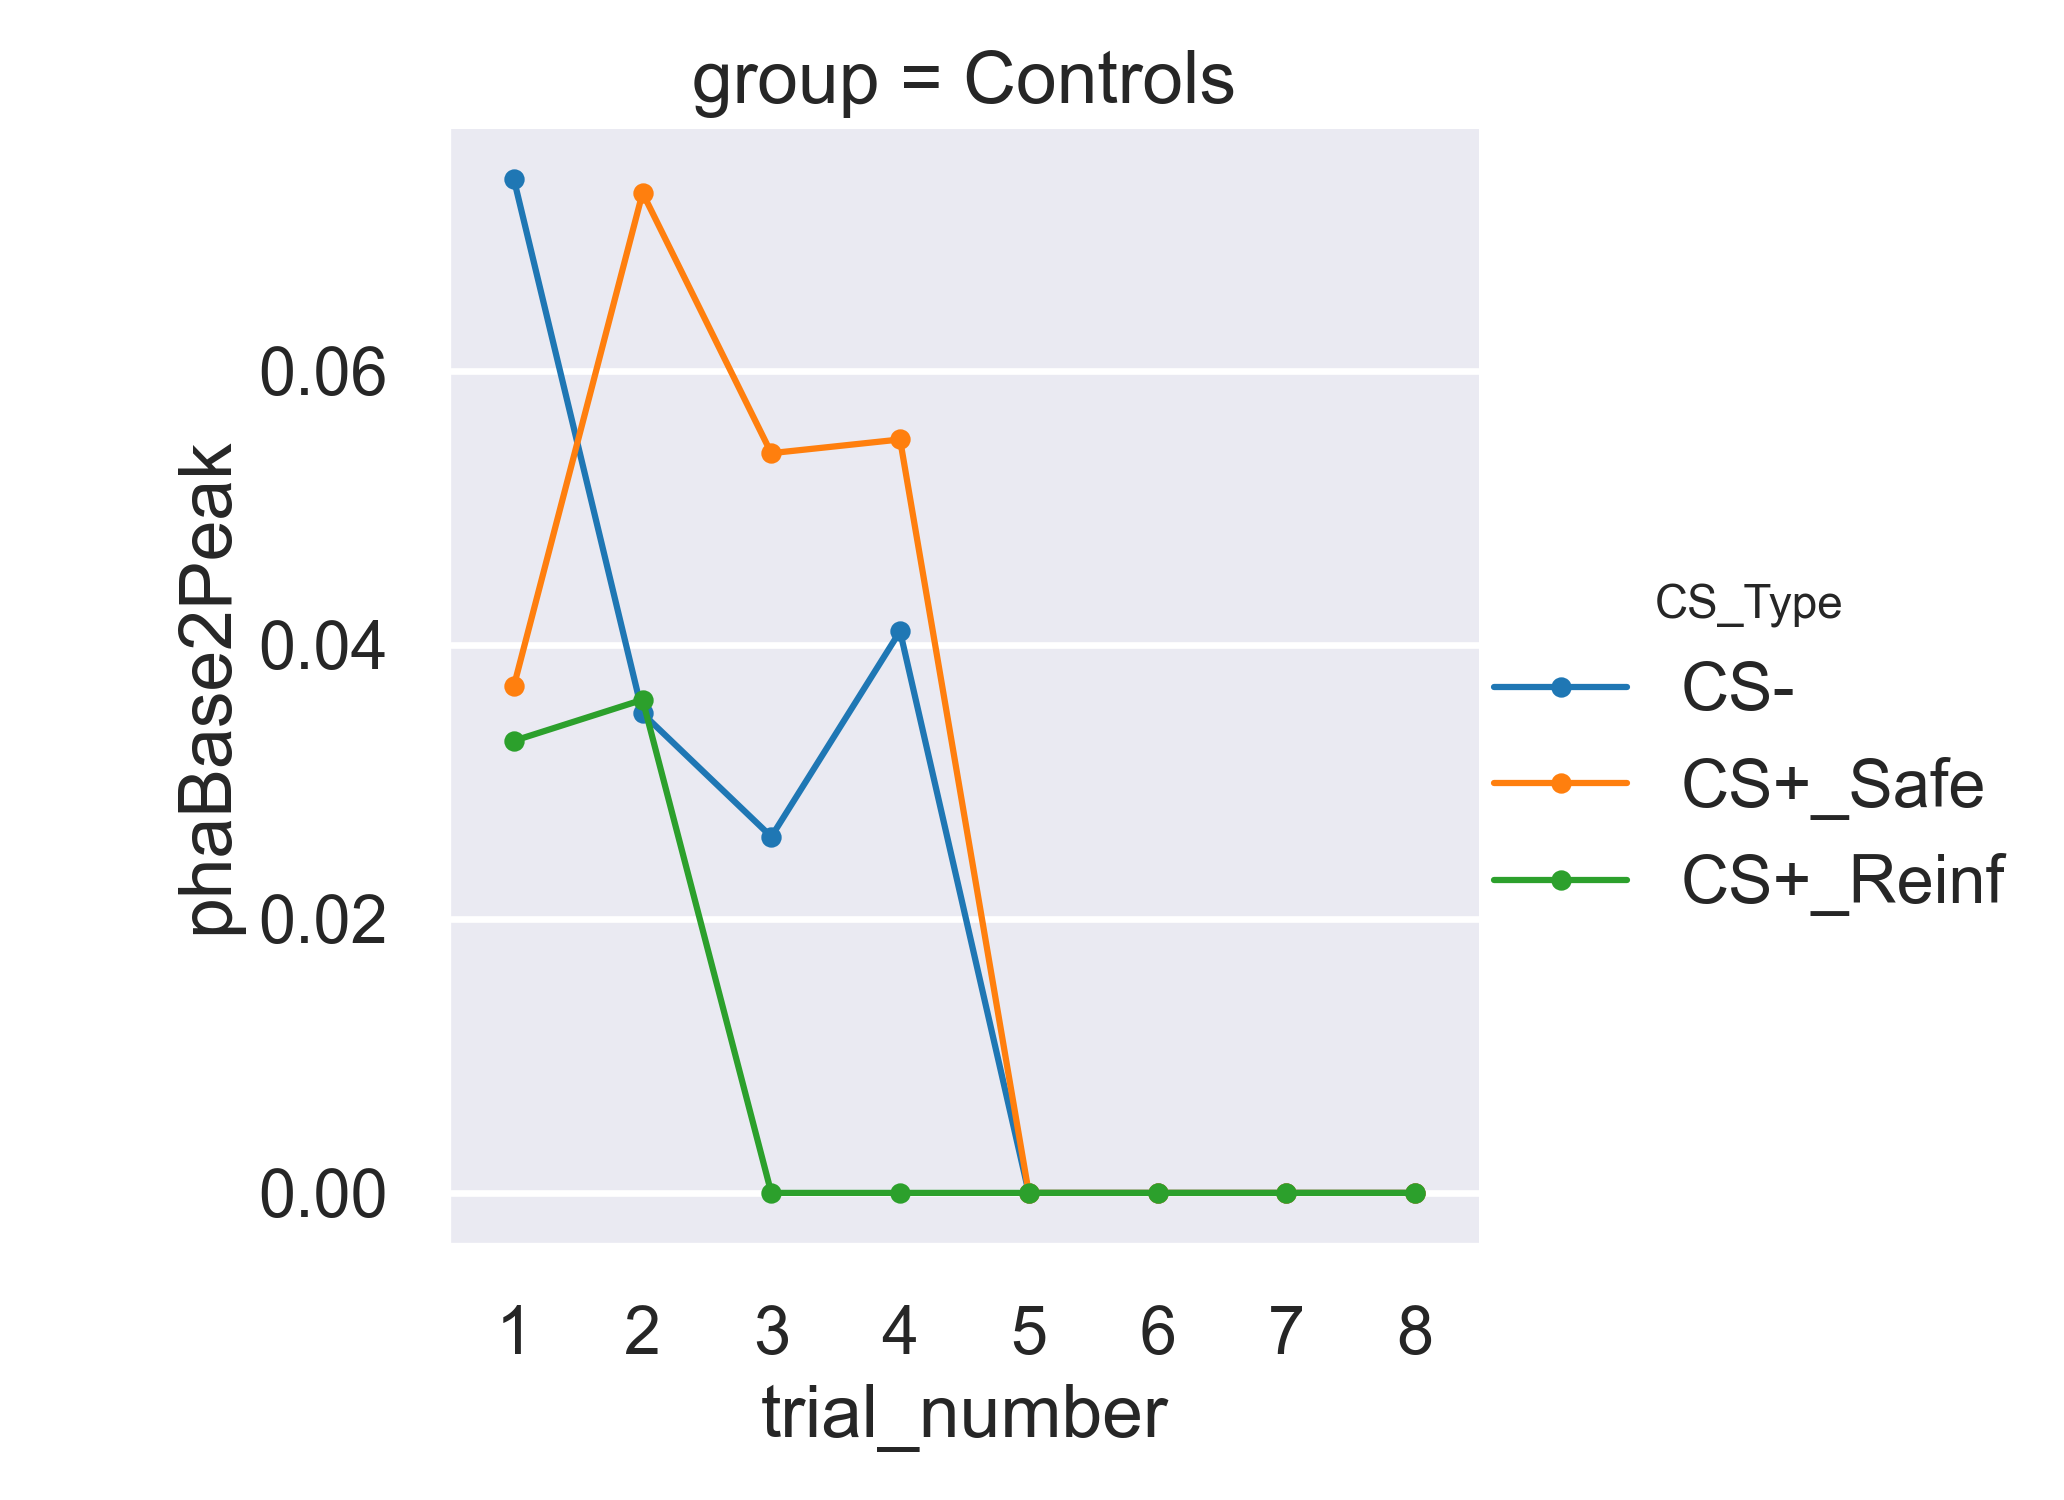 group = Controls
phaBase2Peak
0.06
0.04
0.02
0.00
1 2 3 4 5 6 7 8
trial_number
CS_Type
CS-
CS+_Safe
CS+_Reinf